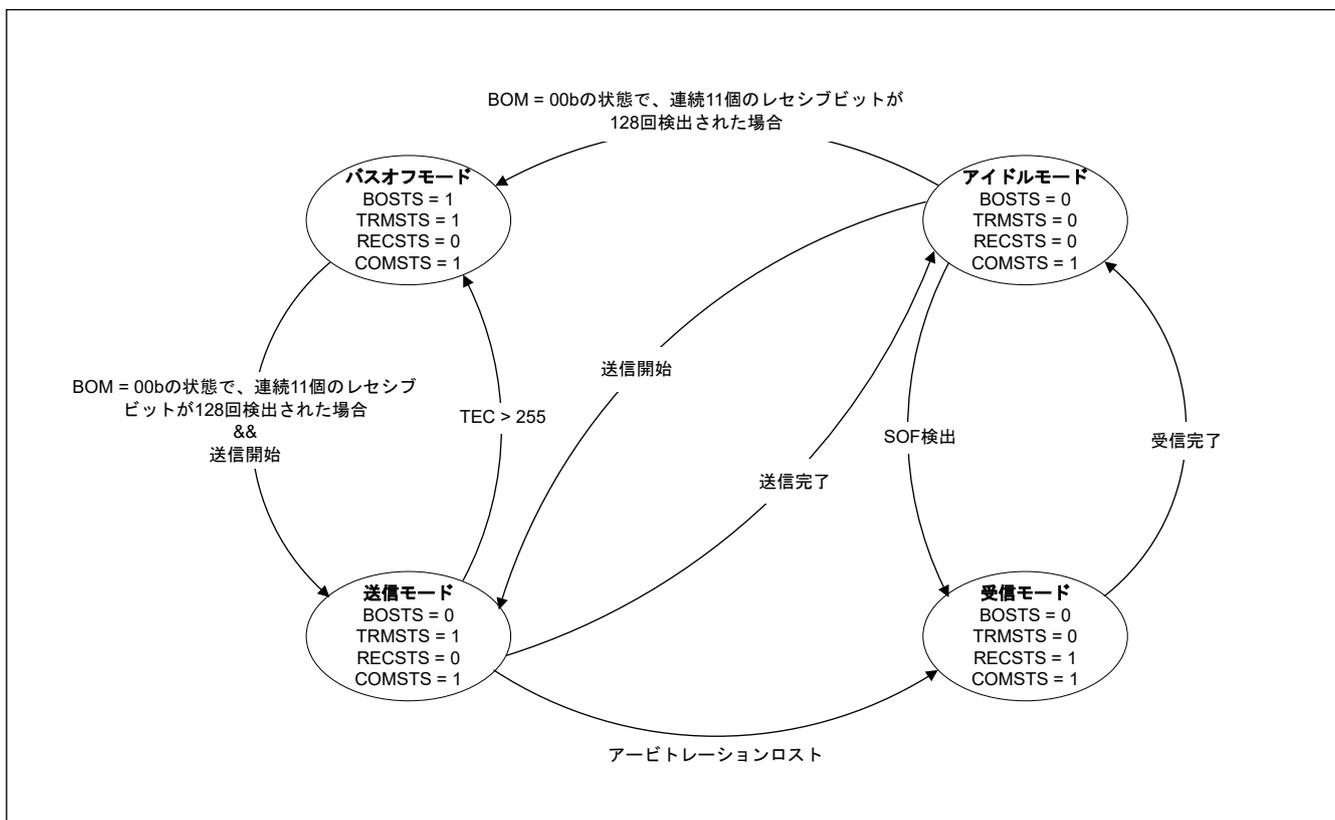 BOM = 00bの状態で、連続11個のレセシブビットが
128回検出された場合
バスオフモード
BOSTS = 1
TRMSTS = 1
RECSTS = 0
COMSTS = 1
アイドルモード
BOSTS = 0
TRMSTS = 0
RECSTS = 0
COMSTS = 1
BOM = 00bの状態で、連続11個のレセシブ
ビットが128回検出された場合
&&
送信開始
TEC > 255
送信開始
送信完了
SOF検出
受信完了
送信モード
BOSTS = 0
TRMSTS = 1
RECSTS = 0
COMSTS = 1
受信モード
BOSTS = 0
TRMSTS = 0
RECSTS = 1
COMSTS = 1
アービトレーションロスト